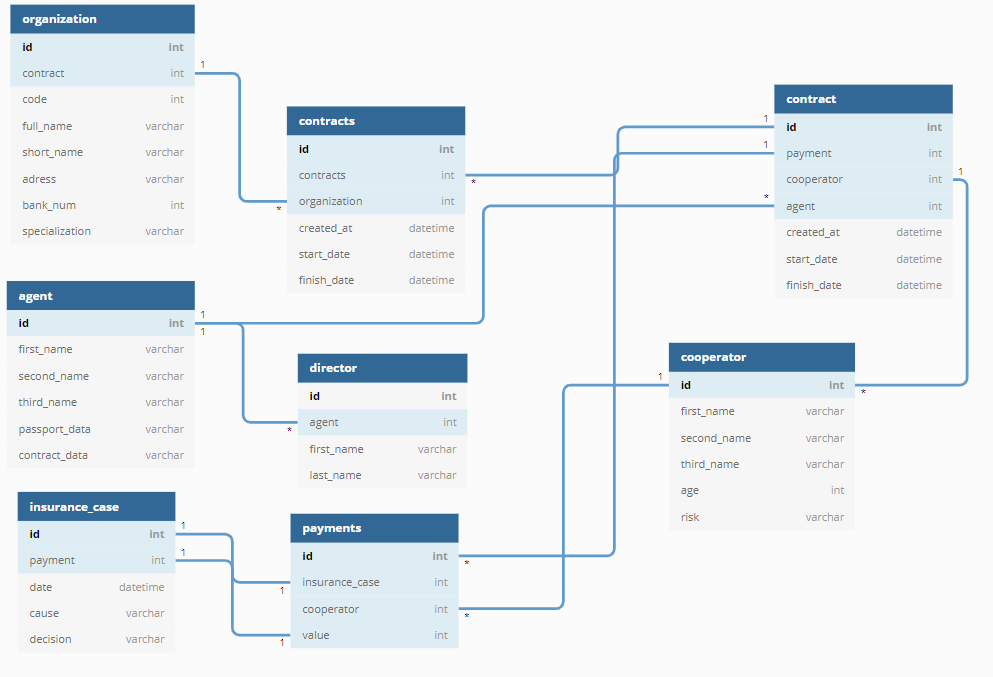 organization
id int
contract int
code int
full_name varchar
short_name varchar
adress varchar
bank_num int
specialization varchar
1
*
contracts
id int
contracts int
organization int
created_at datetime
start_date datetime
finish_date datetime
*
1
1
*
contract
id int
payment int
cooperator int
agent int
created_at datetime
start_date datetime
finish_date datetime
1
*
agent
id int
first_name varchar
second_name varchar
third_name varchar
passport_data varchar
contract_data varchar
1
1
*
director
id int
agent int
first_name varchar
last_name varchar
1
cooperator
id int
first_name varchar
second_name varchar
third_name varchar
age int
risk varchar
insurance_case
id int
payment int
date datetime
cause varchar
decision varchar
1
1
1
1
payments
id int
insurance_case int
cooperator int
value int
*
*